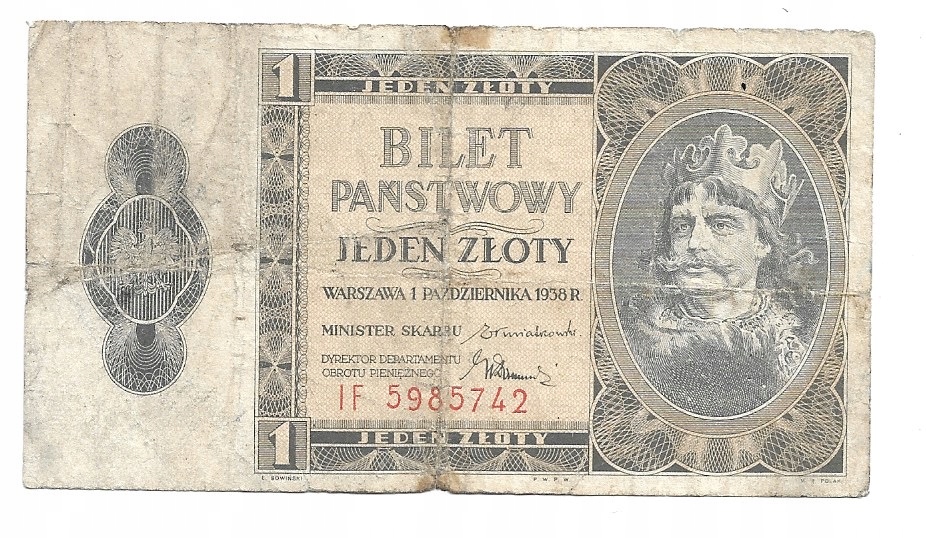 1
JEDEN ZŁOTY
BILET
PAŃSTWOWY
JEDEN ZŁOTY
WARSZAWA 1 PAŹDZIERNIKA 1938 R
MINISTER SKARBU
DYREKTOR DEPARTAMENTU
OBROTU PIENIĘŻNEGO
IF 5985742
1
JEDEN ZŁOTY
P. W. P. W.